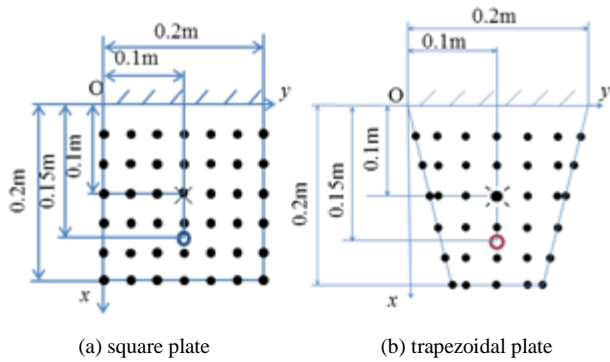 0.2m
0.1m
O
y
0.1m
0.15m
0.2m
x
(a) square plate
0.2m
0.1m
O
y
0.1m
0.15m
0.2m
x
(b) trapezoidal plate